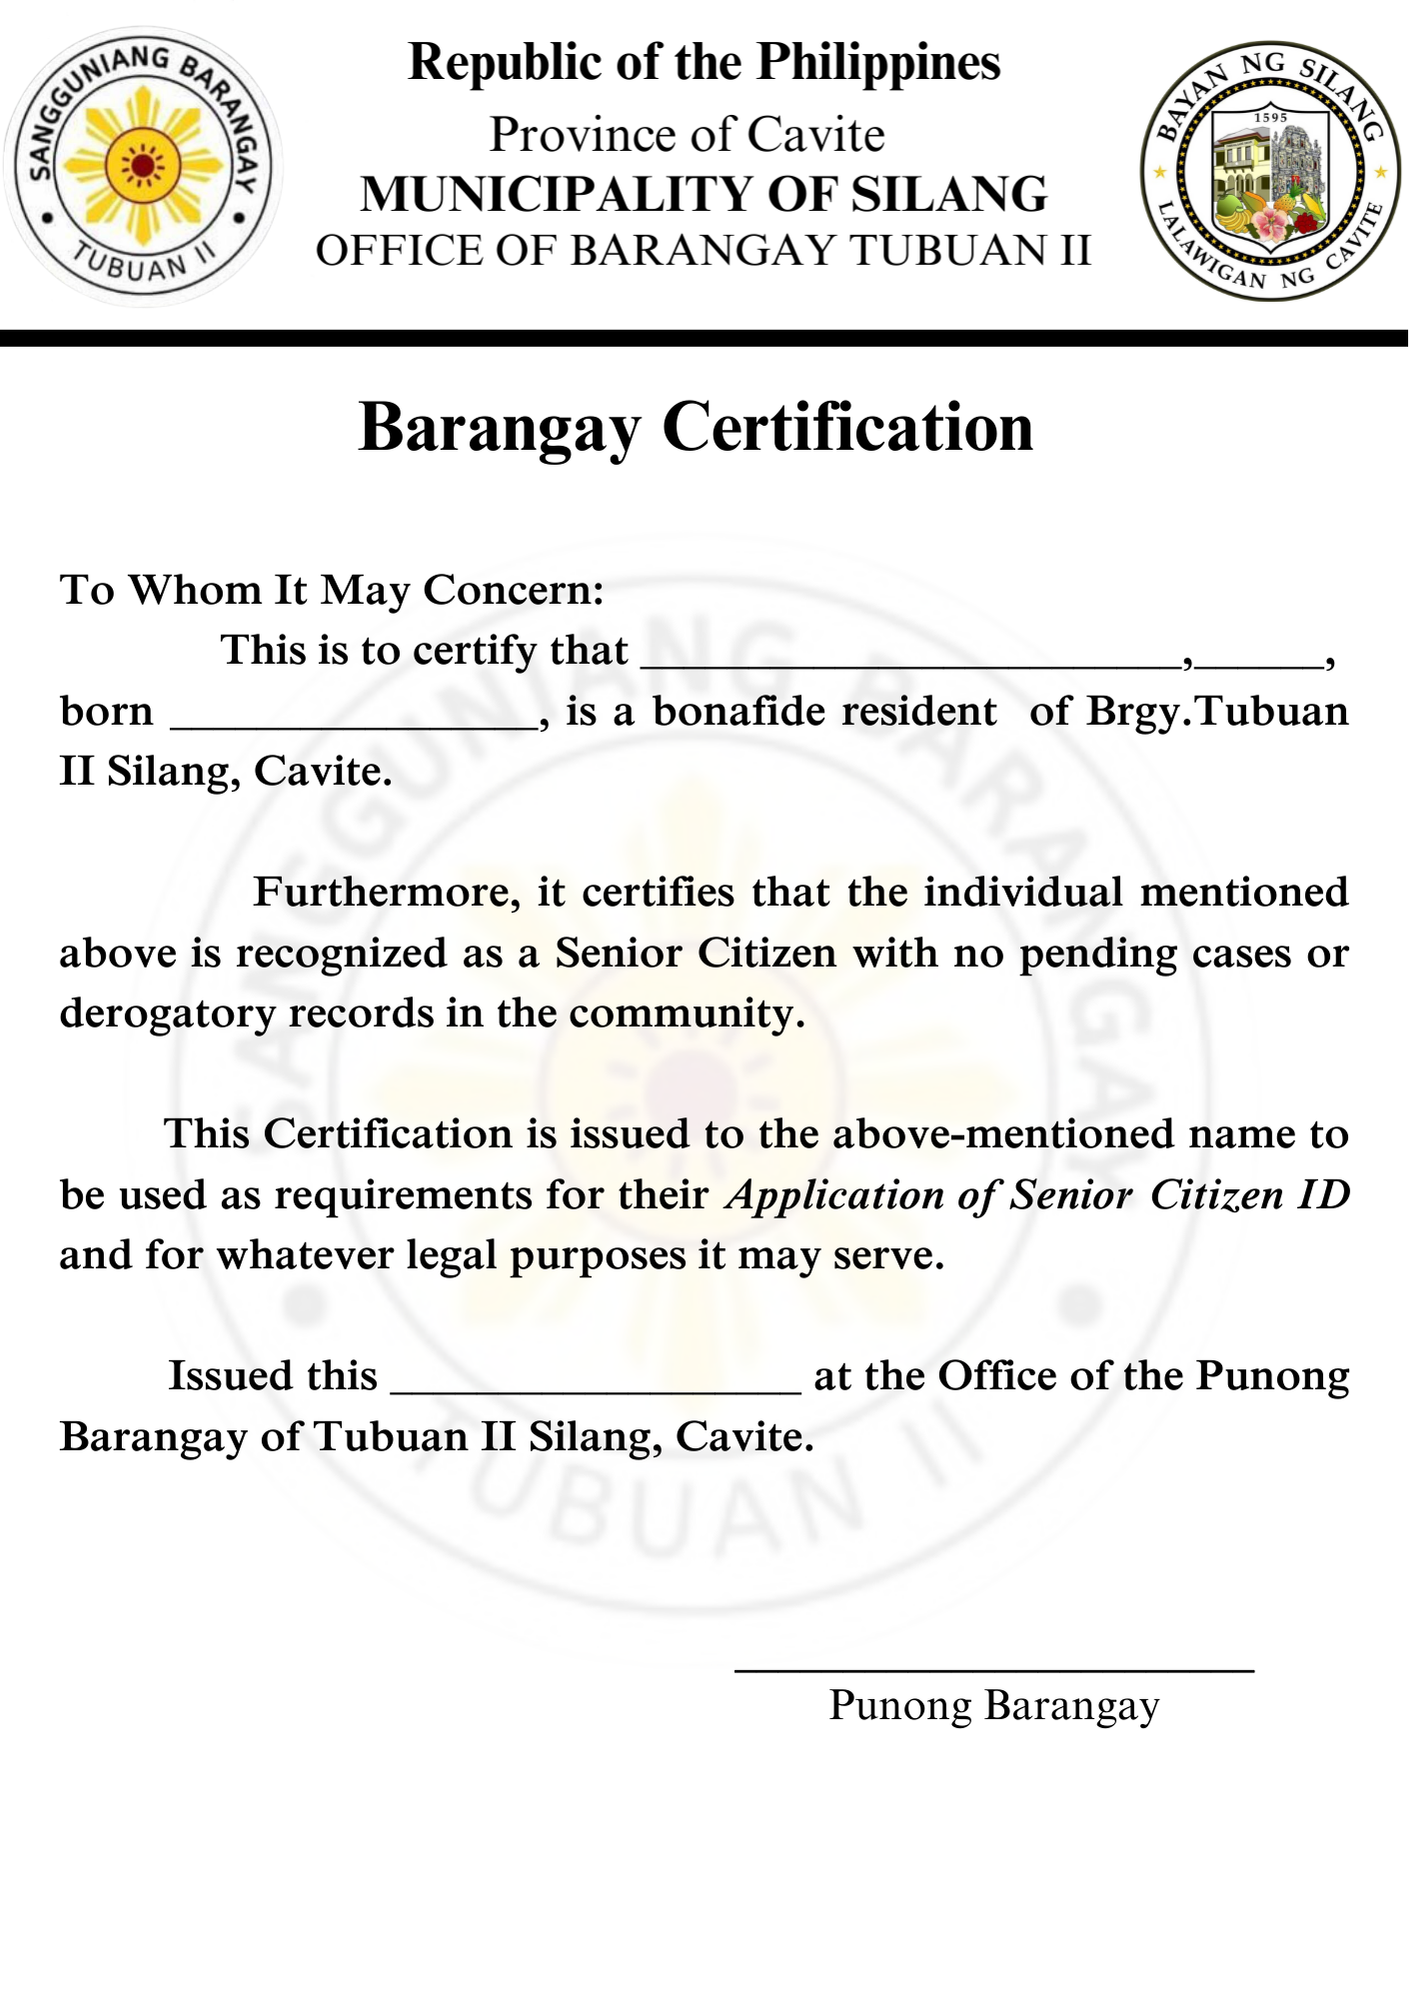 SANGGUNIANG BARANGAY
TUBUAN II
Republic of the Philippines
Province of Cavite
MUNICIPALITY OF SILANG
OFFICE OF BARANGAY TUBUAN II
BAYAN NG SILANG
1595
LALAWIGAN NG CAVITE
Barangay Certification
To Whom It May Concern:
This is to certify that _________________________,______,
born _________________, is a bonafide resident of Brgy.Tubuan
II Silang, Cavite.
Furthermore, it certifies that the individual mentioned
above is recognized as a Senior Citizen with no pending cases or
derogatory records in the community.
This Certification is issued to the above-mentioned name to
be used as requirements for their Application of Senior Citizen ID
and for whatever legal purposes it may serve.
Issued this ___________________ at the Office of the Punong
Barangay of Tubuan II Silang, Cavite.
SANGGUNIANG BARANGAY
TUBUAN II
________________________
Punong Barangay